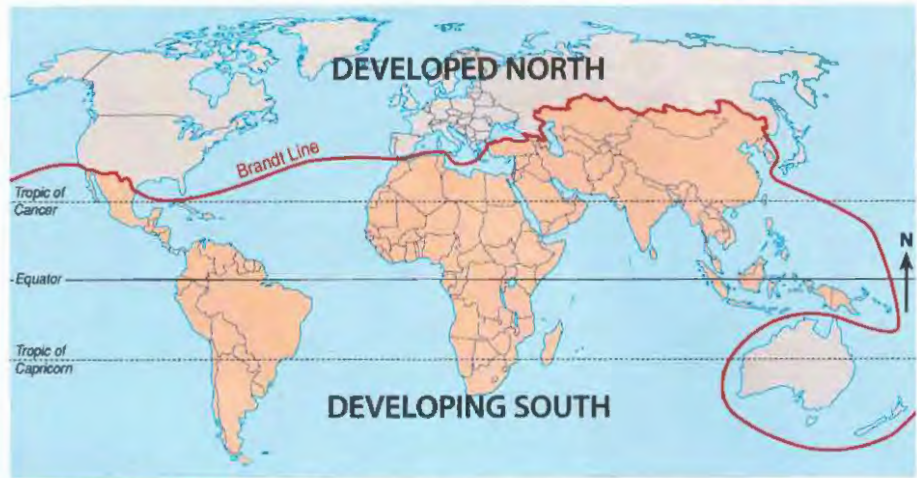 DEVELOPED NORTH
Brandt Line
Tropic of
Cancer
N
Equator
Tropic of
Capricorn
DEVELOPING SOUTH